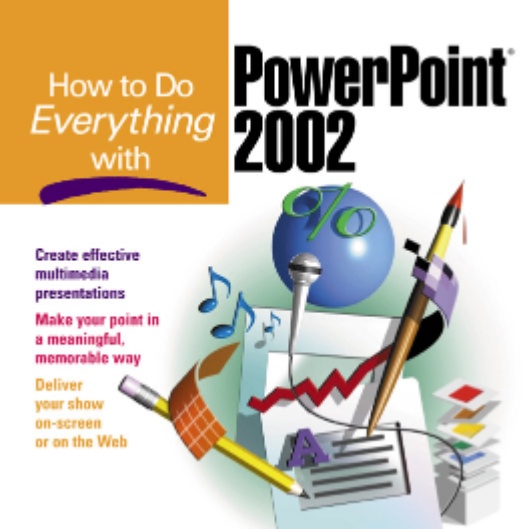 How to Do
Everything
with
PowerPoint®
2002
Create effective
multimedia
presentations
Make your point in
a meaningful,
memorable way
Deliver
your show
on-screen
or on the Web
%
A